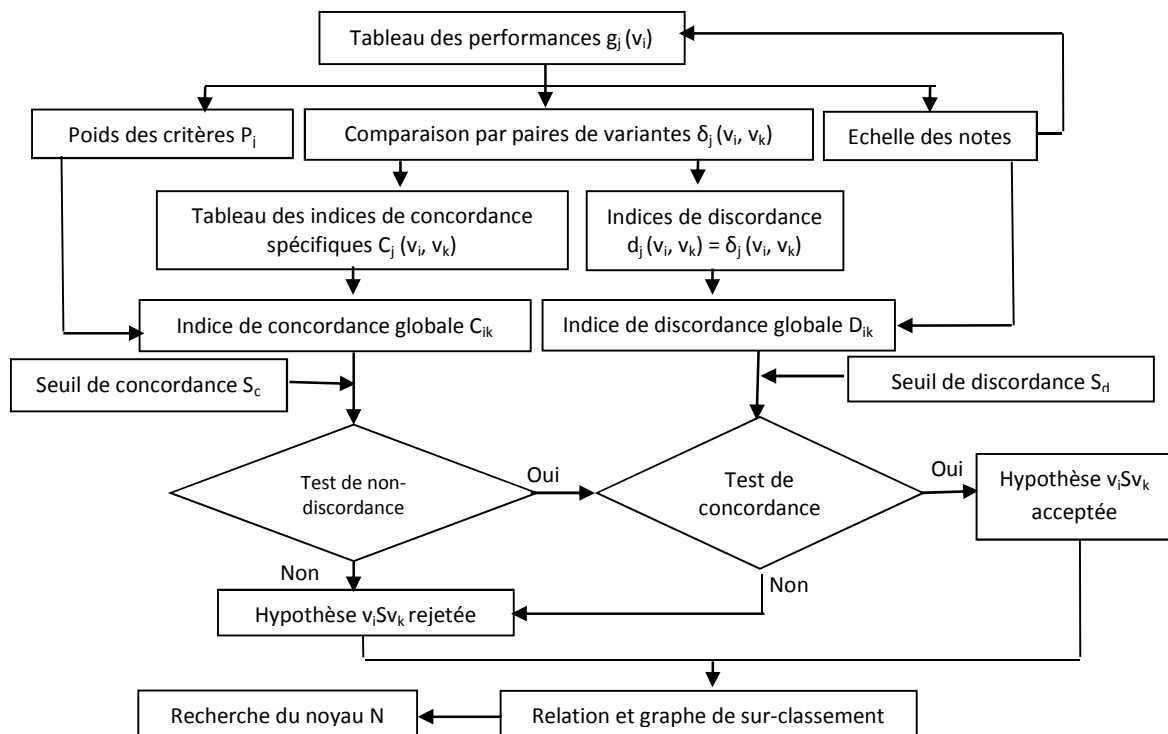 Tableau des performances gj (vi)
Poids des critères Pj
Comparaison par paires de variantes δj (vi, vk)
Echelle des notes
Tableau des indices de concordance
spécifiques Cj (vi, vk)
Indices de discordance
dj (vi, vk) = δj (vi, vk)
Indice de concordance globale Cik
Indice de discordance globale Dik
Seuil de concordance Sc
Seuil de discordance Sd
Test de non-
discordance
Oui
Test de
concordance
Oui
Hypothèse viSvk
acceptée
Non
Non
Hypothèse viSvk rejetée
Recherche du noyau N
Relation et graphe de sur-classement